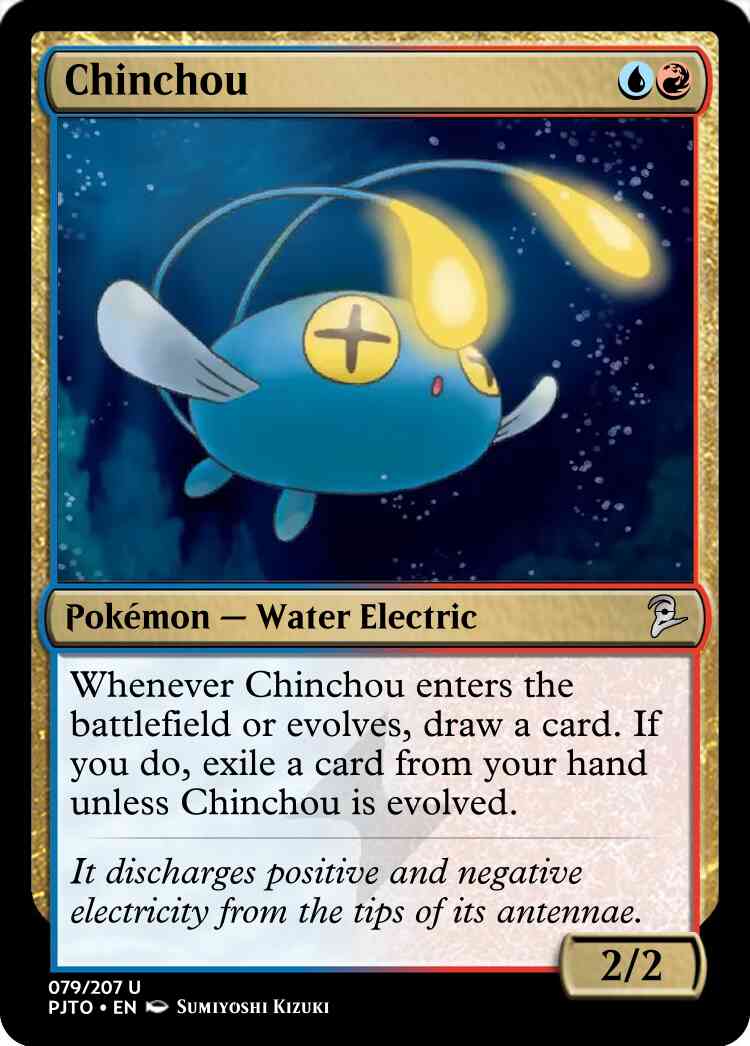 Chinchou
Pokémon — Water Electric
Whenever Chinchou enters the
battlefield or evolves, draw a card. If
you do, exile a card from your hand
unless Chinchou is evolved.
It discharges positive and negative
electricity from the tips of its antennae.
2/2
079/207 U
PJTO • EN Sumiyoshi Kizuki